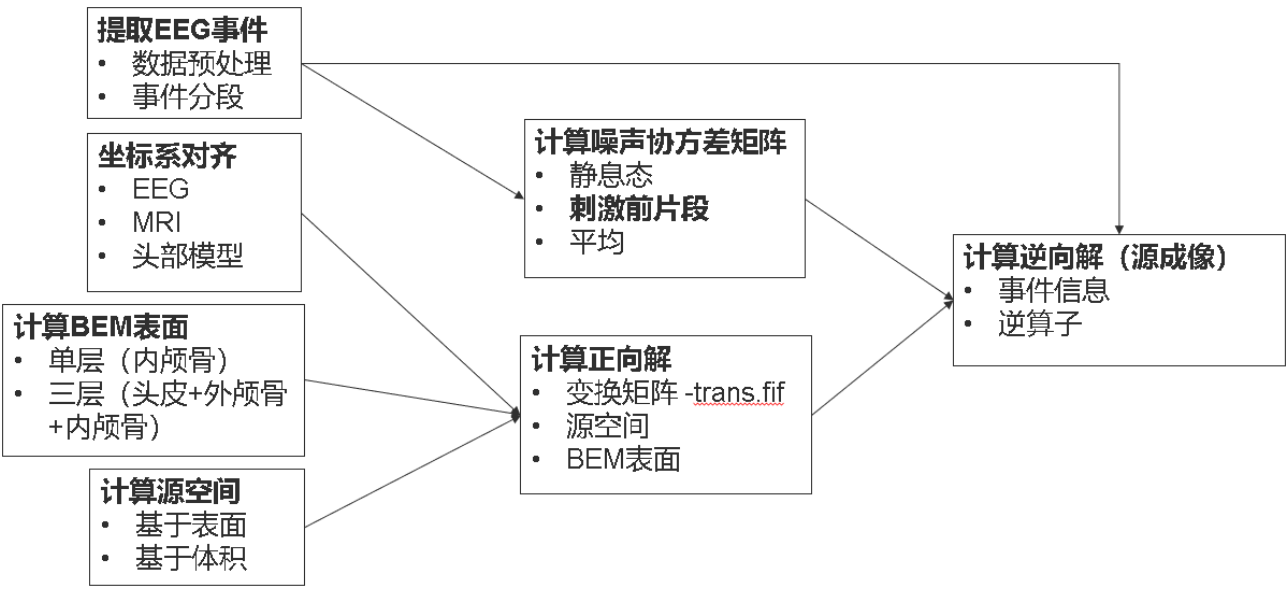 提取EEG事件
• 数据预处理
• 事件分段
坐标系对齐
• EEG
• MRI
• 头部模型
计算BEM表面
• 单层（内颅骨）
• 三层（头皮+外颅骨
+内颅骨）
计算源空间
• 基于表面
• 基于体积
计算噪声协方差矩阵
• 静息态
• 刺激前片段
• 平均
计算正向解
• 变换矩阵 -trans.fif
• 源空间
• BEM表面
计算逆向解（源成像）
• 事件信息
• 逆算子